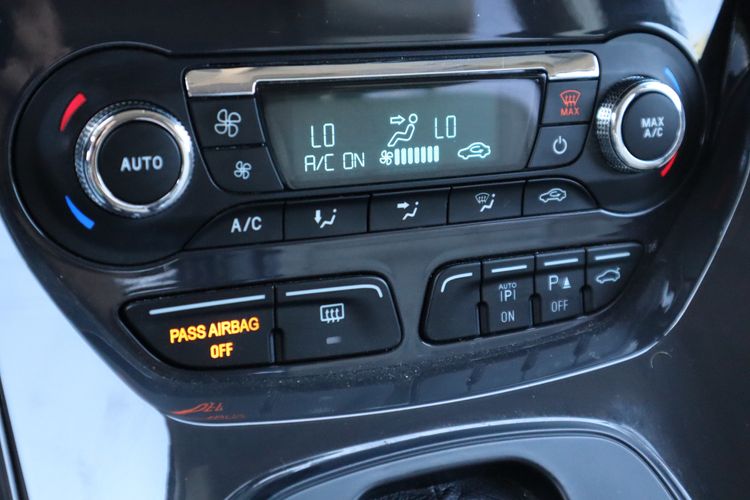 MAX
AUTO
LO
LO
A/C ON
MAX
A/C
A/C
AUTO
P
ON
P
OFF
PASS AIRBAG
OFF